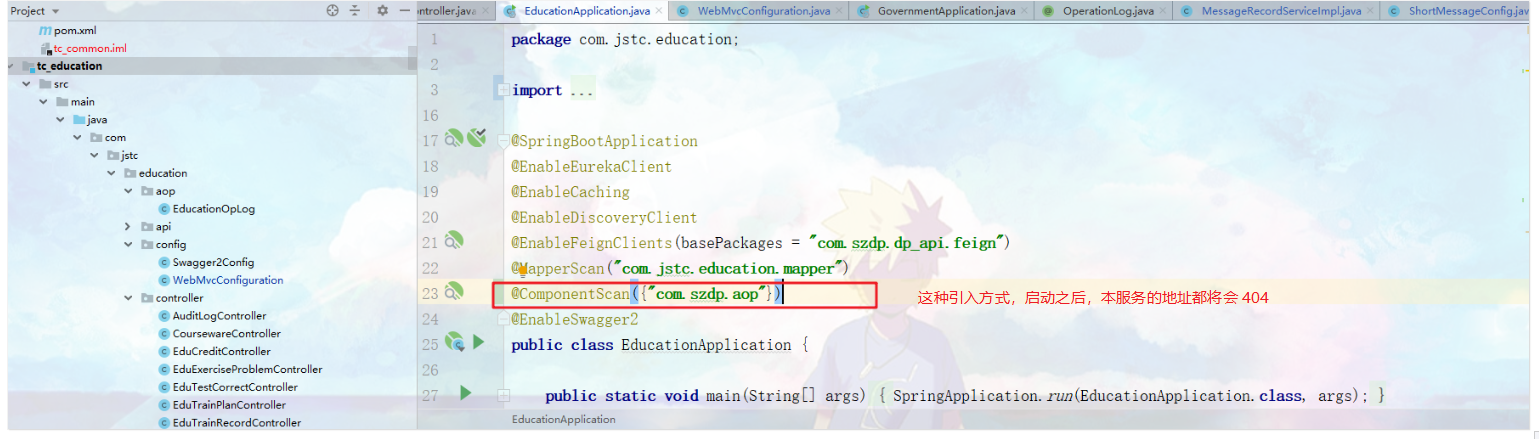 Project
pom.xml
tc_common.iml
tc_education
src
main
java
com
jstc
education
aop
EducationOpLog
api
config
Swagger2Config
WebMvcConfiguration
controller
AuditLogController
CoursewareController
EduCreditController
EduExerciseProblemController
EduTestCorrectController
EduTrainPlanController
EduTrainRecordController
ontroller.java
EducationApplication.java
WebMvcConfiguration.java
GovernmentApplication.java
OperationLog.java
MessageRecordServiceImpl.java
ShortMessageConfig.java
1 package com.jstc.education;
2
3 import ...
16
17 @SpringBootApplication
18 @EnableEurekaClient
19 @EnableCaching
20 @EnableDiscoveryClient
21 @EnableFeignClients(basePackages = "com.szdp.dp_api.feign")
22 @MapperScan("com.jstc.education.mapper")
23 @ComponentScan({"com.szdp.aop"}) 这种引入方式，启动之后，本服务的地址都将会 404
24 @EnableSwagger2
25 public class EducationApplication {
26
27 public static void main(String[] args) { SpringApplication.run(EducationApplication.class, args); }
EducationApplication